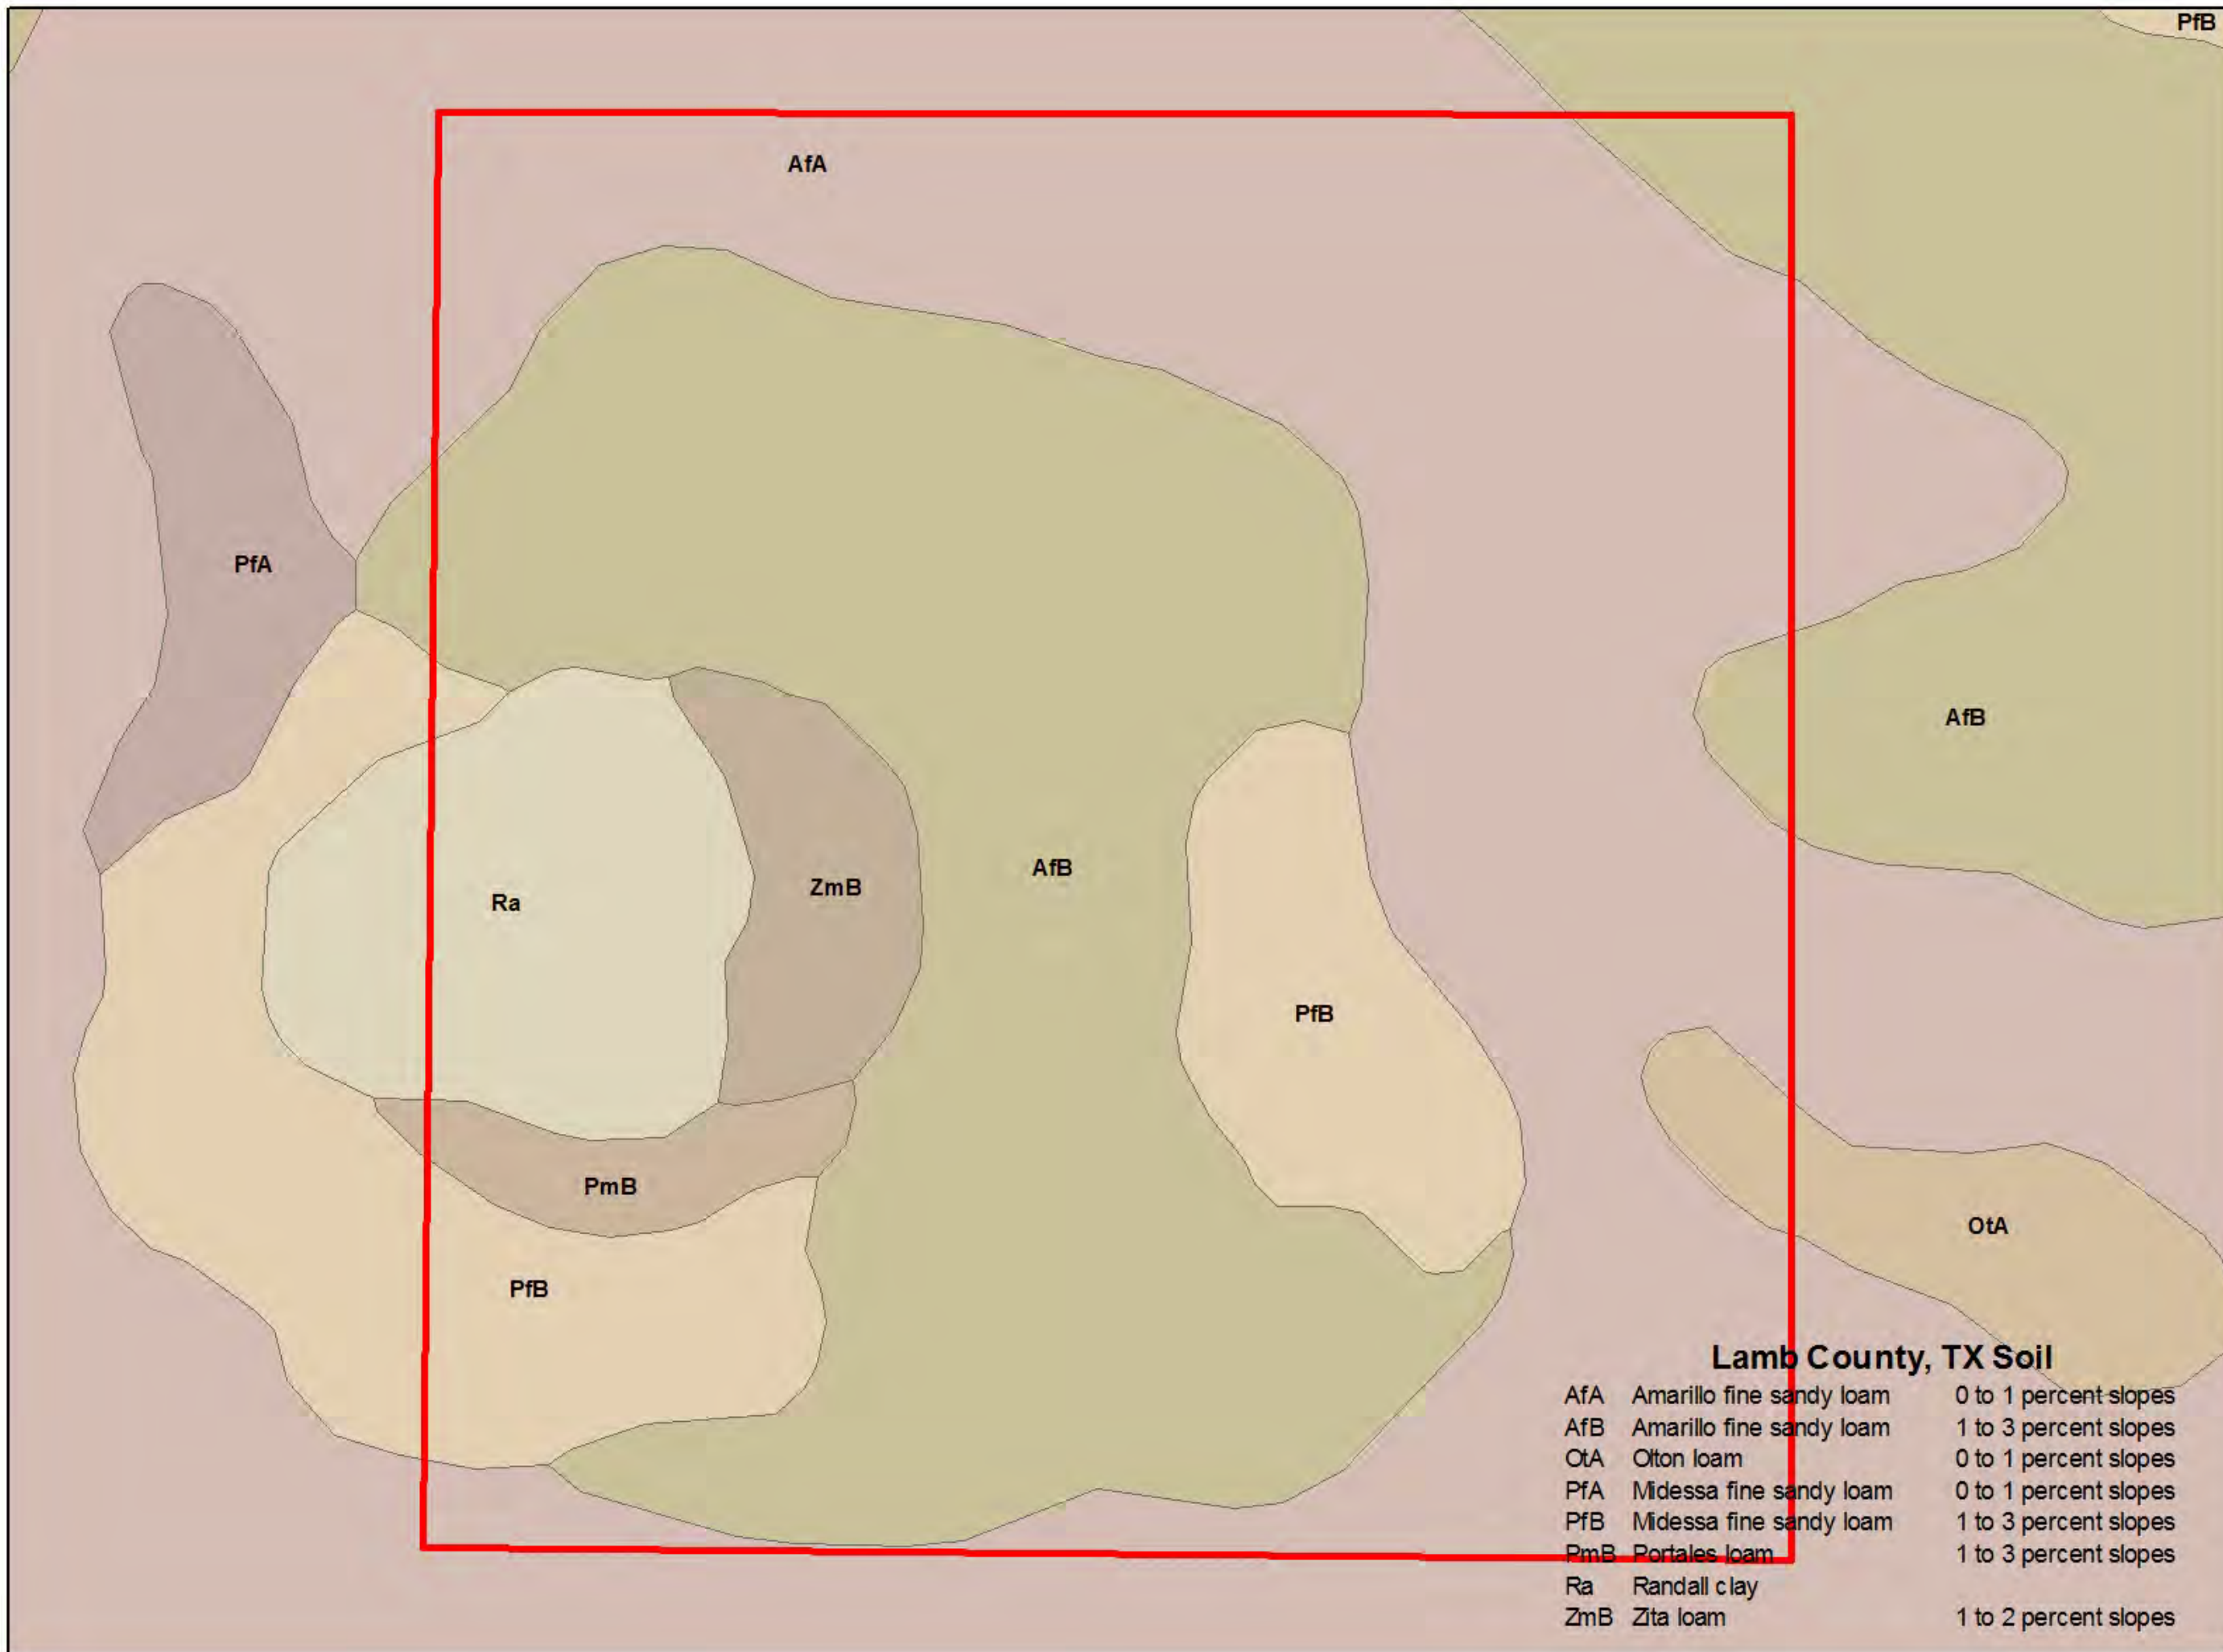 PfB
AfA
PfA
AfB
AfB
ZmB
Ra
PfB
PmB
OtA
PfB
Lamb County, TX Soil
AfA Amarillo fine sandy loam 0 to 1 percent slopes
AfB Amarillo fine sandy loam 1 to 3 percent slopes
OtA Olton loam 0 to 1 percent slopes
PfA Midessa fine sandy loam 0 to 1 percent slopes
PfB Midessa fine sandy loam 1 to 3 percent slopes
PmB Portales loam 1 to 3 percent slopes
Ra Randall clay
ZmB Zita loam 1 to 2 percent slopes